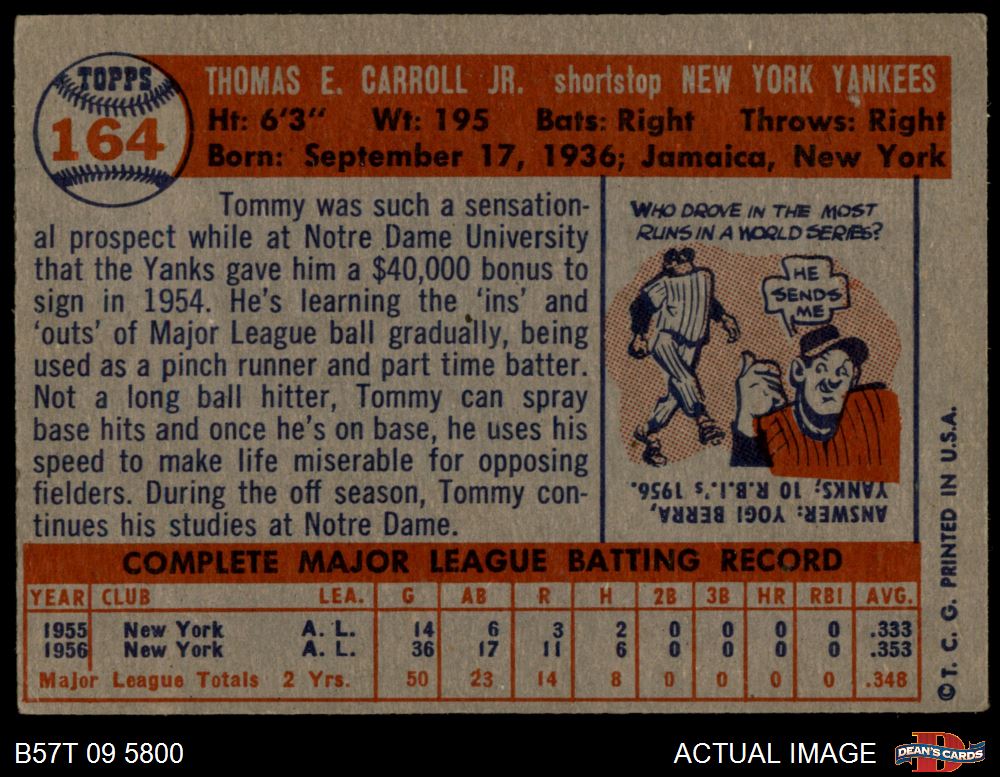 TOPPS
164
THOMAS E. CARROLL JR. shortstop NEW YORK YANKEES
Ht: 6'3" Wt: 195 Bats: Right Throws: Right
Born: September 17, 1936; Jamaica, New York
Tommy was such a sensation-
al prospect while at Notre Dame University
that the Yanks gave him a $40,000 bonus to
sign in 1954. He's learning the 'ins' and
'outs' of Major League ball gradually, being
used as a pinch runner and part time batter.
Not a long ball hitter, Tommy can spray
base hits and once he's on base, he uses his
speed to make life miserable for opposing
fielders. During the off season, Tommy con-
tinues his studies at Notre Dame.
WHO DROVE IN THE MOST
RUNS IN A WORLD SERIES?
HE
SENDS
ME
ANSWER: YOGI BERRA,
YANKS; 10 R.B.I.'s 1956.
COMPLETE MAJOR LEAGUE BATTING RECORD
YEAR CLUB LEA. G AB R H 2B 3B HR RBI AVG.
1955 New York A. L. 14 6 3 2 0 0 0 0 .333
1956 New York A. L. 36 17 11 6 0 0 0 0 .353
Major League Totals 2 Yrs. 50 23 14 8 0 0 0 0 .348
© T. C. G. PRINTED IN U.S.A.
B57T 09 5800
ACTUAL IMAGE
DEAN'S CARDS